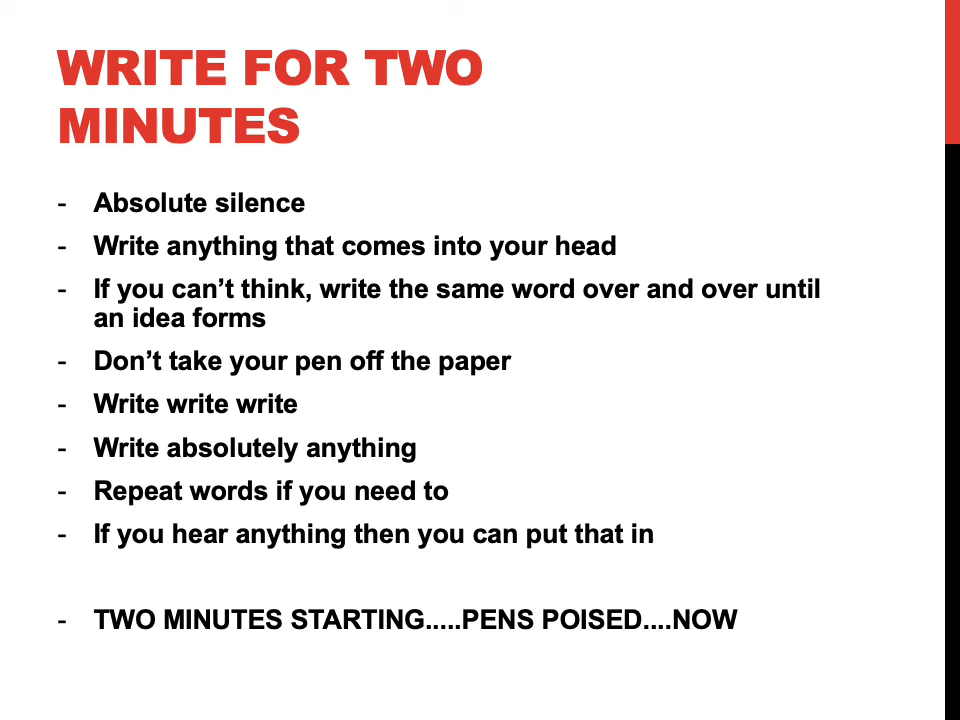 WRITE FOR TWO
MINUTES
- Absolute silence
- Write anything that comes into your head
- If you can’t think, write the same word over and over until
an idea forms
- Don’t take your pen off the paper
- Write write write
- Write absolutely anything
- Repeat words if you need to
- If you hear anything then you can put that in
- TWO MINUTES STARTING.....PENS POISED....NOW